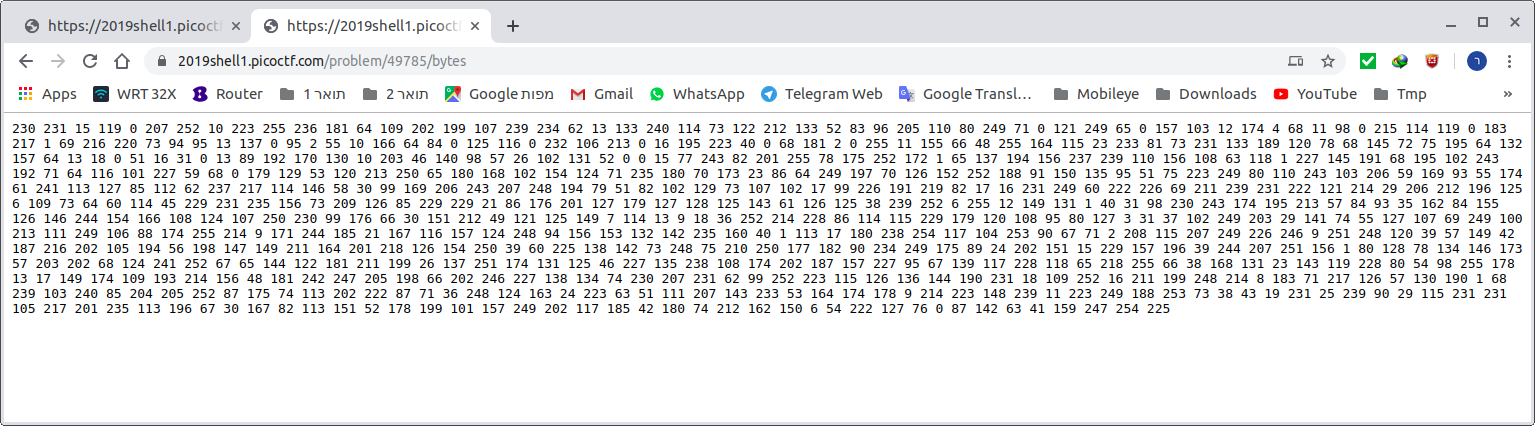 https://2019shell1.picoct
https://2019shell1.picoct
2019shell1.picoctf.com/problem/49785/bytes
ר
Apps
WRT 32X
Router
תואר 1
תואר 2
Google מפות
Gmail
WhatsApp
Telegram Web
Google Transl...
Mobileye
Downloads
YouTube
Tmp
»
230 231 15 119 0 207 252 10 223 255 236 181 64 109 202 199 107 239 234 62 13 133 240 114 73 122 212 133 52 83 96 205 110 80 249 71 0 121 249 65 0 157 103 12 174 4 68 11 98 0 215 114 119 0 183
217 1 69 216 220 73 94 95 13 137 0 95 2 55 10 166 64 84 0 125 116 0 232 106 213 0 16 195 223 40 0 68 181 2 0 255 11 155 66 48 255 164 115 23 233 81 73 231 133 189 120 78 68 145 72 75 195 64 132
157 64 13 18 0 51 16 31 0 13 89 192 170 130 10 203 46 140 98 57 26 102 131 52 0 0 15 77 243 82 201 255 78 175 252 172 1 65 137 194 156 237 239 110 156 108 63 118 1 227 145 191 68 195 102 243
192 71 64 116 101 227 59 68 0 179 129 53 120 213 250 65 180 168 102 154 124 71 235 180 70 173 23 86 64 249 197 70 126 152 252 188 91 150 135 95 51 75 223 249 80 110 243 103 206 59 169 93 55 174
61 241 113 127 85 112 62 237 217 114 146 58 30 99 169 206 243 207 248 194 79 51 82 102 129 73 107 102 17 99 226 191 219 82 17 16 231 249 60 222 226 69 211 239 231 222 121 214 29 206 212 196 125
6 109 73 64 60 114 45 229 231 235 156 73 209 126 85 229 229 21 86 176 201 127 179 127 128 125 143 61 126 125 38 239 252 6 255 12 149 131 1 40 31 98 230 243 174 195 213 57 84 93 35 162 84 155
126 146 244 154 166 108 124 107 250 230 99 176 66 30 151 212 49 121 125 149 7 114 13 9 18 36 252 214 228 86 114 115 229 179 120 108 95 80 127 3 31 37 102 249 203 29 141 74 55 127 107 69 249 100
213 111 249 106 88 174 255 214 9 171 244 185 21 167 116 157 124 248 94 156 153 132 142 235 160 40 1 113 17 180 238 254 117 104 253 90 67 71 2 208 115 207 249 226 246 9 251 248 120 39 57 149 42
187 216 202 105 194 56 198 147 149 211 164 201 218 126 154 250 39 60 225 138 142 73 248 75 210 250 177 182 90 234 249 175 89 24 202 151 15 229 157 196 39 244 207 251 156 1 80 128 78 134 146 173
57 203 202 68 124 241 252 67 65 144 122 181 211 199 26 137 251 174 131 125 46 227 135 238 108 174 202 187 157 227 95 67 139 117 228 118 65 218 255 66 38 168 131 23 143 119 228 80 54 98 255 178
13 17 149 174 109 193 214 156 48 181 242 247 205 198 66 202 246 227 138 134 74 230 207 231 62 99 252 223 115 126 136 144 190 231 18 109 252 16 211 199 248 214 8 183 71 217 126 57 130 190 1 68
239 103 240 85 204 205 252 87 175 74 113 202 222 87 71 36 248 124 163 24 223 63 51 111 207 143 233 53 164 174 178 9 214 223 148 239 11 223 249 188 253 73 38 43 19 231 25 239 90 29 115 231 231
105 217 201 235 113 196 67 30 167 82 113 151 52 178 199 101 157 249 202 117 185 42 180 74 212 162 150 6 54 222 127 76 0 87 142 63 41 159 247 254 225